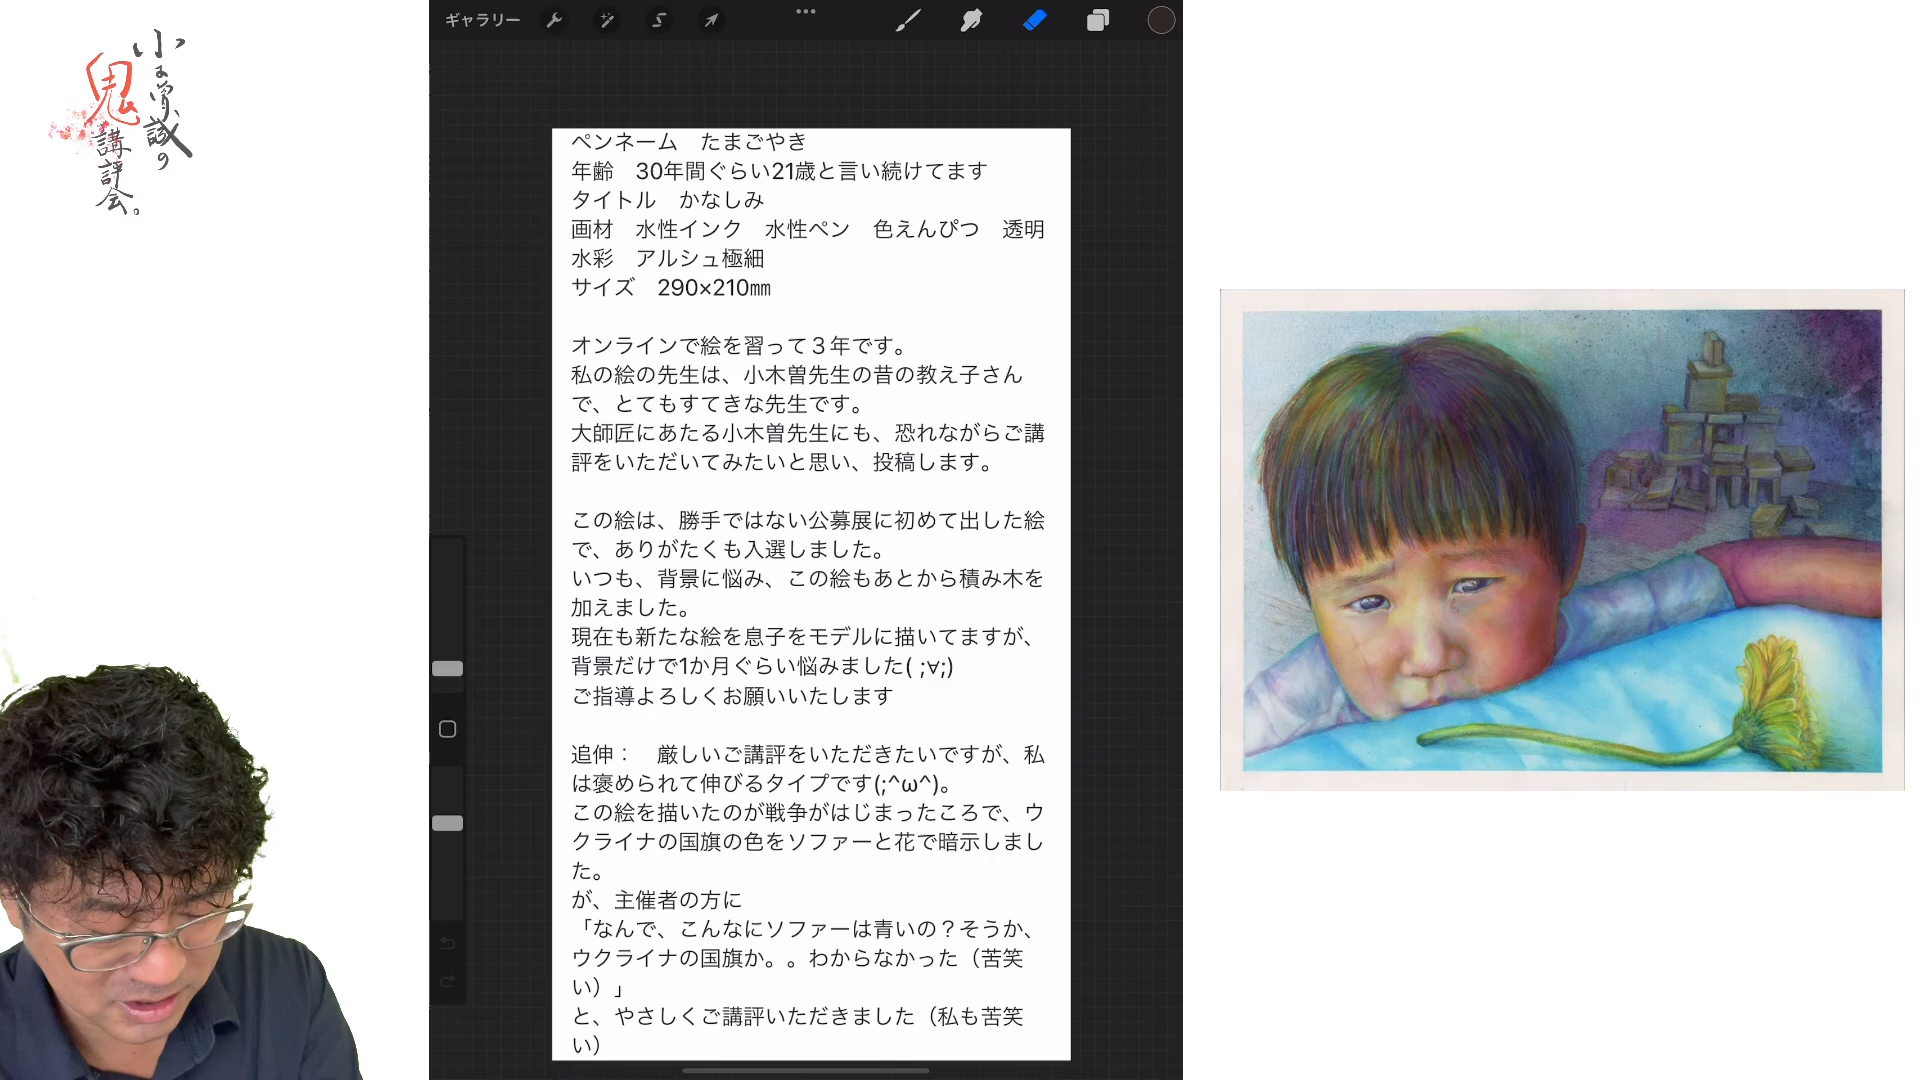 小木曽誠の
鬼
講評会。
ギャラリー
ペンネーム　たまごやき
年齢　30年間ぐらい21歳と言い続けてます
タイトル　かなしみ
画材　水性インク　水性ペン　色えんぴつ　透明
水彩　アルシュ極細
サイズ　290×210㎜
オンラインで絵を習って３年です。
私の絵の先生は、小木曽先生の昔の教え子さん
で、とてもすてきな先生です。
大師匠にあたる小木曽先生にも、恐れながらご講
評をいただいてみたいと思い、投稿します。
この絵は、勝手ではない公募展に初めて出した絵
で、ありがたくも入選しました。
いつも、背景に悩み、この絵もあとから積み木を
加えました。
現在も新たな絵を息子をモデルに描いてますが、
背景だけで1か月ぐらい悩みました( ;∀;)
ご指導よろしくお願いいたします
追伸：　厳しいご講評をいただきたいですが、私
は褒められて伸びるタイプです(;^ω^)。
この絵を描いたのが戦争がはじまったころで、ウ
クライナの国旗の色をソファーと花で暗示しまし
た。
が、主催者の方に
「なんで、こんなにソファーは青いの？そうか、
ウクライナの国旗か。。わからなかった（苦笑
い）」
と、やさしくご講評いただきました（私も苦笑
い）